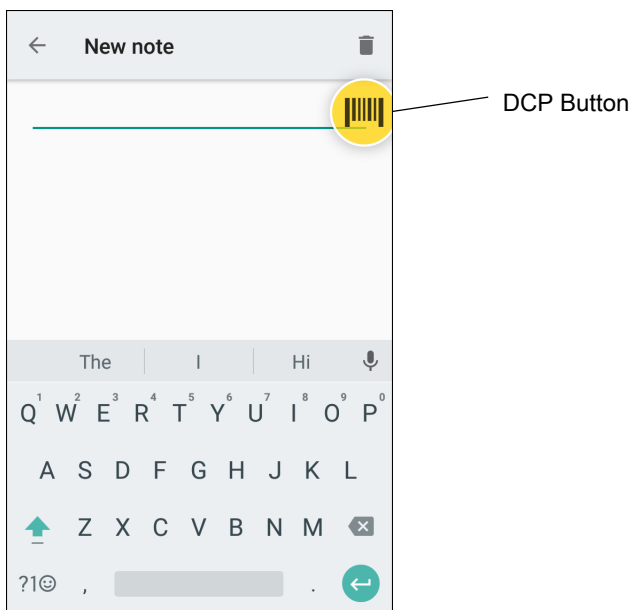 New note
DCP Button
The I Hi
1 2 3 4 5 6 7 8 9 0
Q W E R T Y U I O P
A S D F G H J K L
Z X C V B N M
?1☺ , .